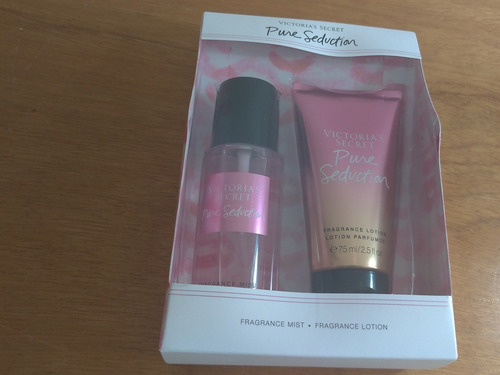 VICTORIA'S SECRET
Pure Seduction
VICTORIA'S
SECRET
Pure Seduction
VICTORIA'S
SECRET
Pure
Seduction
FRAGRANCE LOTION
LOTION PARFUMÉE
75 ml/2.5 fl
FRAGRANCE MIST • FRAGRANCE LOTION